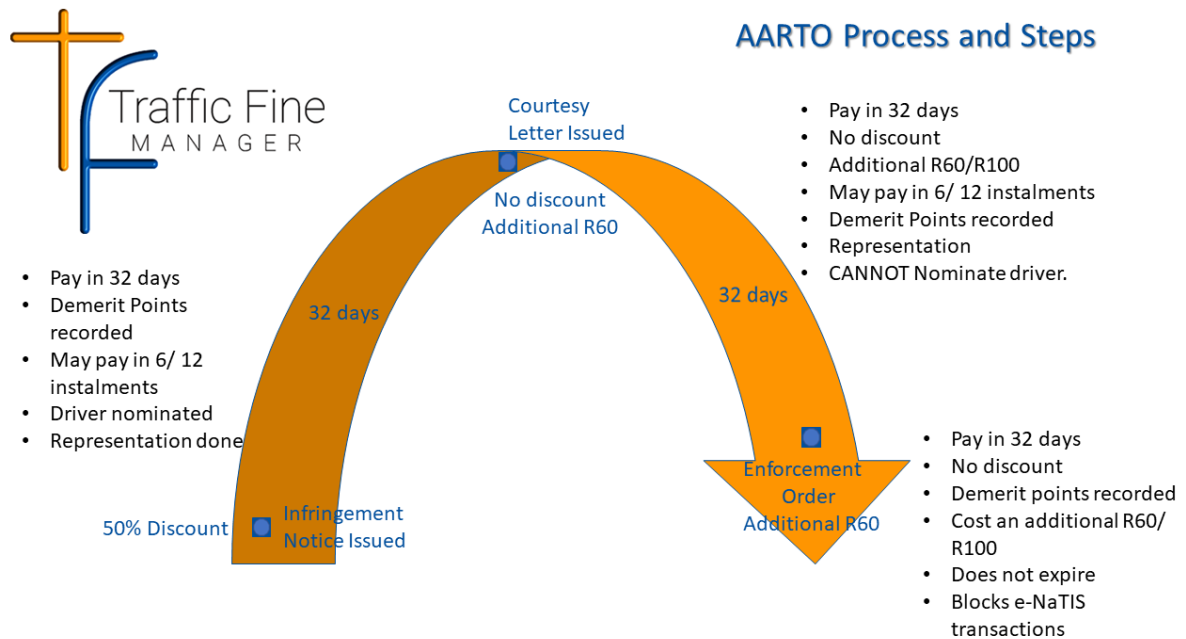 AARTO Process and Steps
Traffic Fine
MANAGER
Courtesy
Letter Issued
No discount
Additional R60
• Pay in 32 days
• No discount
• Additional R60/R100
• May pay in 6/ 12 instalments
• Demerit Points recorded
• Representation
• CANNOT Nominate driver.
• Pay in 32 days
• Demerit Points
recorded
• May pay in 6/ 12
instalments
• Driver nominated
• Representation done
32 days
32 days
50% Discount
Infringement
Notice Issued
Enforcement
Order
Additional R60
• Pay in 32 days
• No discount
• Demerit points recorded
• Cost an additional R60/
R100
• Does not expire
• Blocks e-NaTIS
transactions